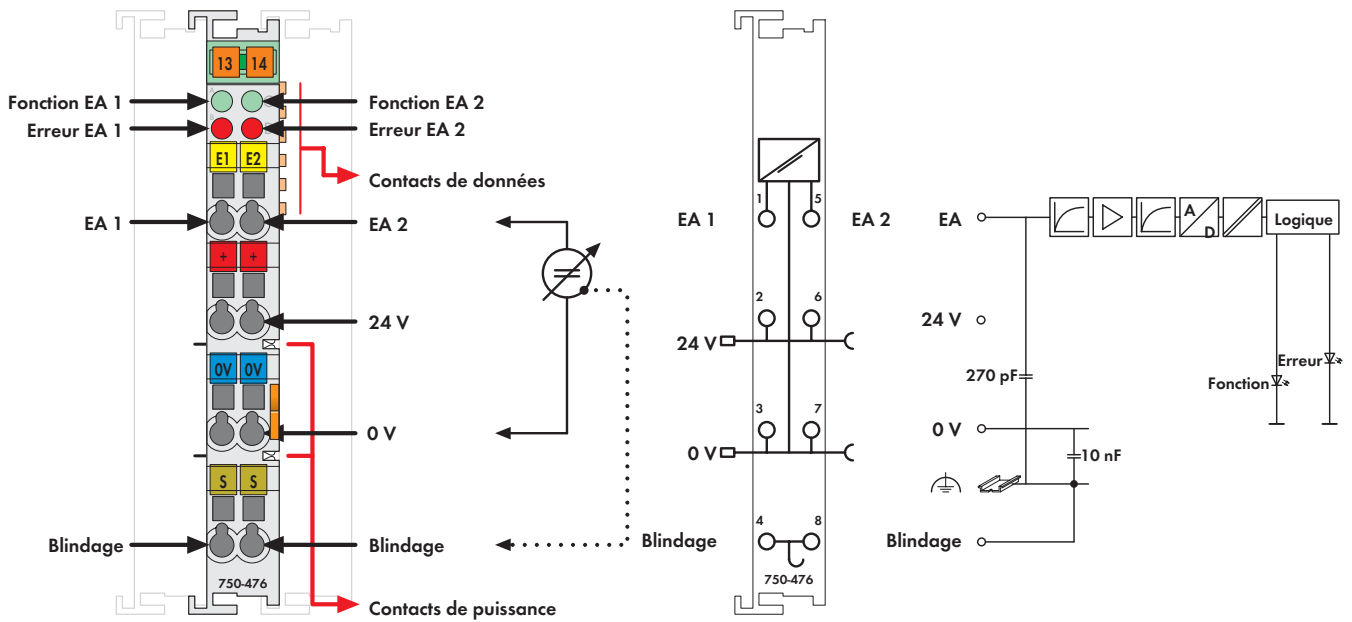 13 14
A C
Fonction EA 1
Fonction EA 2
B D
Erreur EA 1
Erreur EA 2
E1 E2
Contacts de données
EA 1
EA 2
+ +
24 V
0V 0V
0 V
S S
Blindage
Blindage
750-476
Contacts de puissance
1 5
EA 1
EA 2
2 6
24 V
3 7
0 V
4 8
Blindage
750-476
EA
A
D
Logique
24 V
270 pF
Erreur
Fonction
0 V
10 nF
Blindage